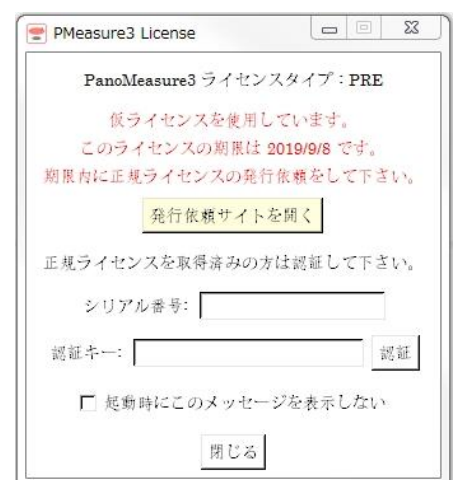 PMeasure3 License
PanoMeasure3 ライセンスタイプ：PRE
仮ライセンスを使用しています。
このライセンスの期限は 2019/9/8 です。
期限内に正規ライセンスの発行依頼をして下さい。
発行依頼サイトを開く
正規ライセンスを取得済みの方は認証して下さい。
シリアル番号:
認証キー:
認証
起動時にこのメッセージを表示しない
閉じる